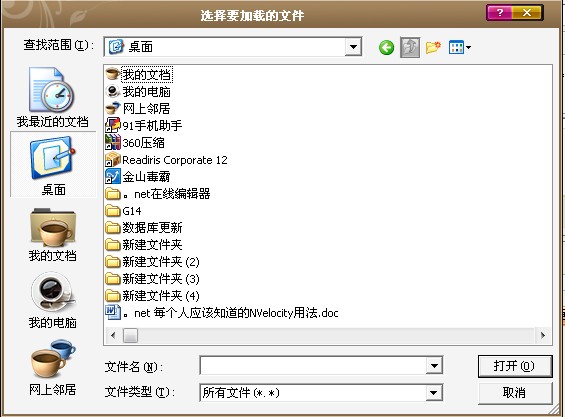 选择要加载的文件
查找范围(I):
桌面
我最近的文档
桌面
我的文档
我的电脑
网上邻居
我的文档
我的电脑
网上邻居
91手机助手
360压缩
Readiris Corporate 12
金山毒霸
。net在线编辑器
G14
数据库更新
新建文件夹
新建文件夹 (2)
新建文件夹 (3)
新建文件夹 (4)
。net 每个人应该知道的NVelocity用法.doc
文件名(N):
打开(O)
文件类型(T):
所有文件(*.*)
取消